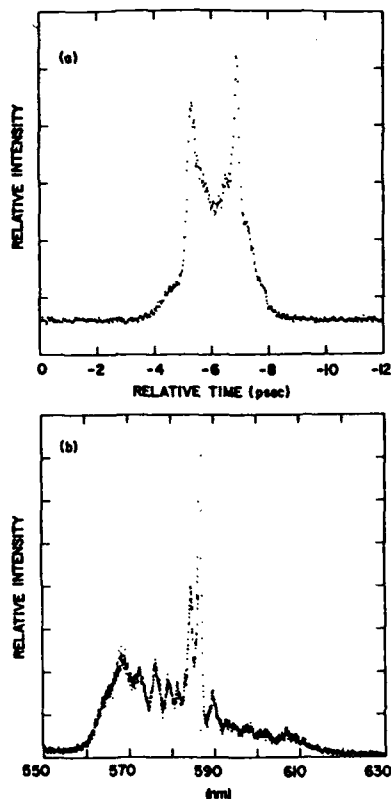 (a)
RELATIVE INTENSITY
0 -2 -4 -6 -8 -10 -12
RELATIVE TIME (psec)
(b)
RELATIVE INTENSITY
550 570 590 610 630
(nm)